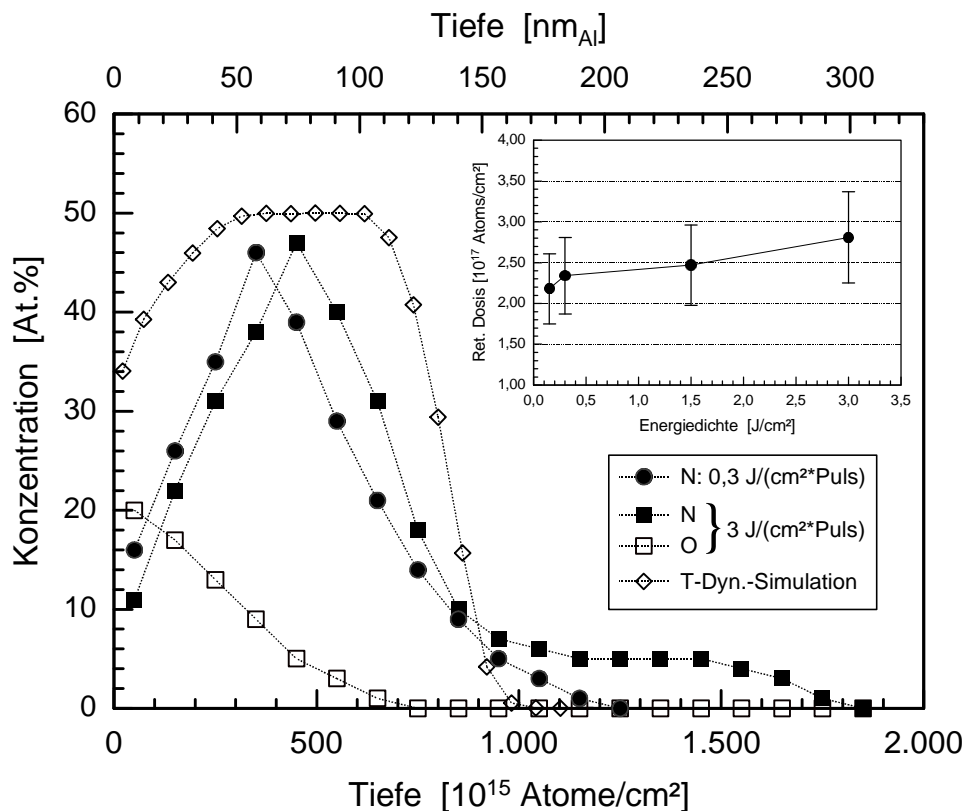 Tiefe [nm_Al]
0 50 100 150 200 250 300
60
50
40
30
20
10
0
Konzentration [At.%]
4,00
3,50
3,00
2,50
2,00
1,50
1,00
Ret. Dosis [10¹⁷ Atoms/cm²]
0,0 0,5 1,0 1,5 2,0 2,5 3,0 3,5
Energiedichte [J/cm²]
N: 0,3 J/(cm²*Puls)
N
O
} 3 J/(cm²*Puls)
T-Dyn.-Simulation
0 500 1.000 1.500 2.000
Tiefe [10¹⁵ Atome/cm²]